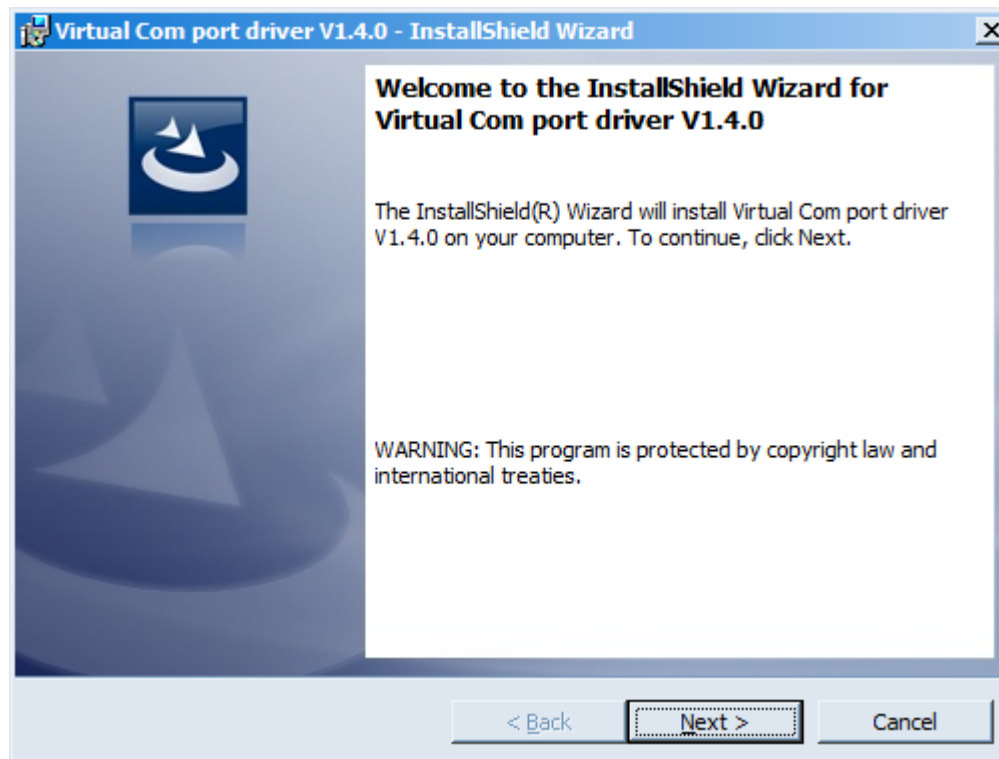 Virtual Com port driver V1.4.0 - InstallShield Wizard
Welcome to the InstallShield Wizard for
Virtual Com port driver V1.4.0
The InstallShield(R) Wizard will install Virtual Com port driver
V1.4.0 on your computer. To continue, click Next.
WARNING: This program is protected by copyright law and
international treaties.
< Back Next > Cancel